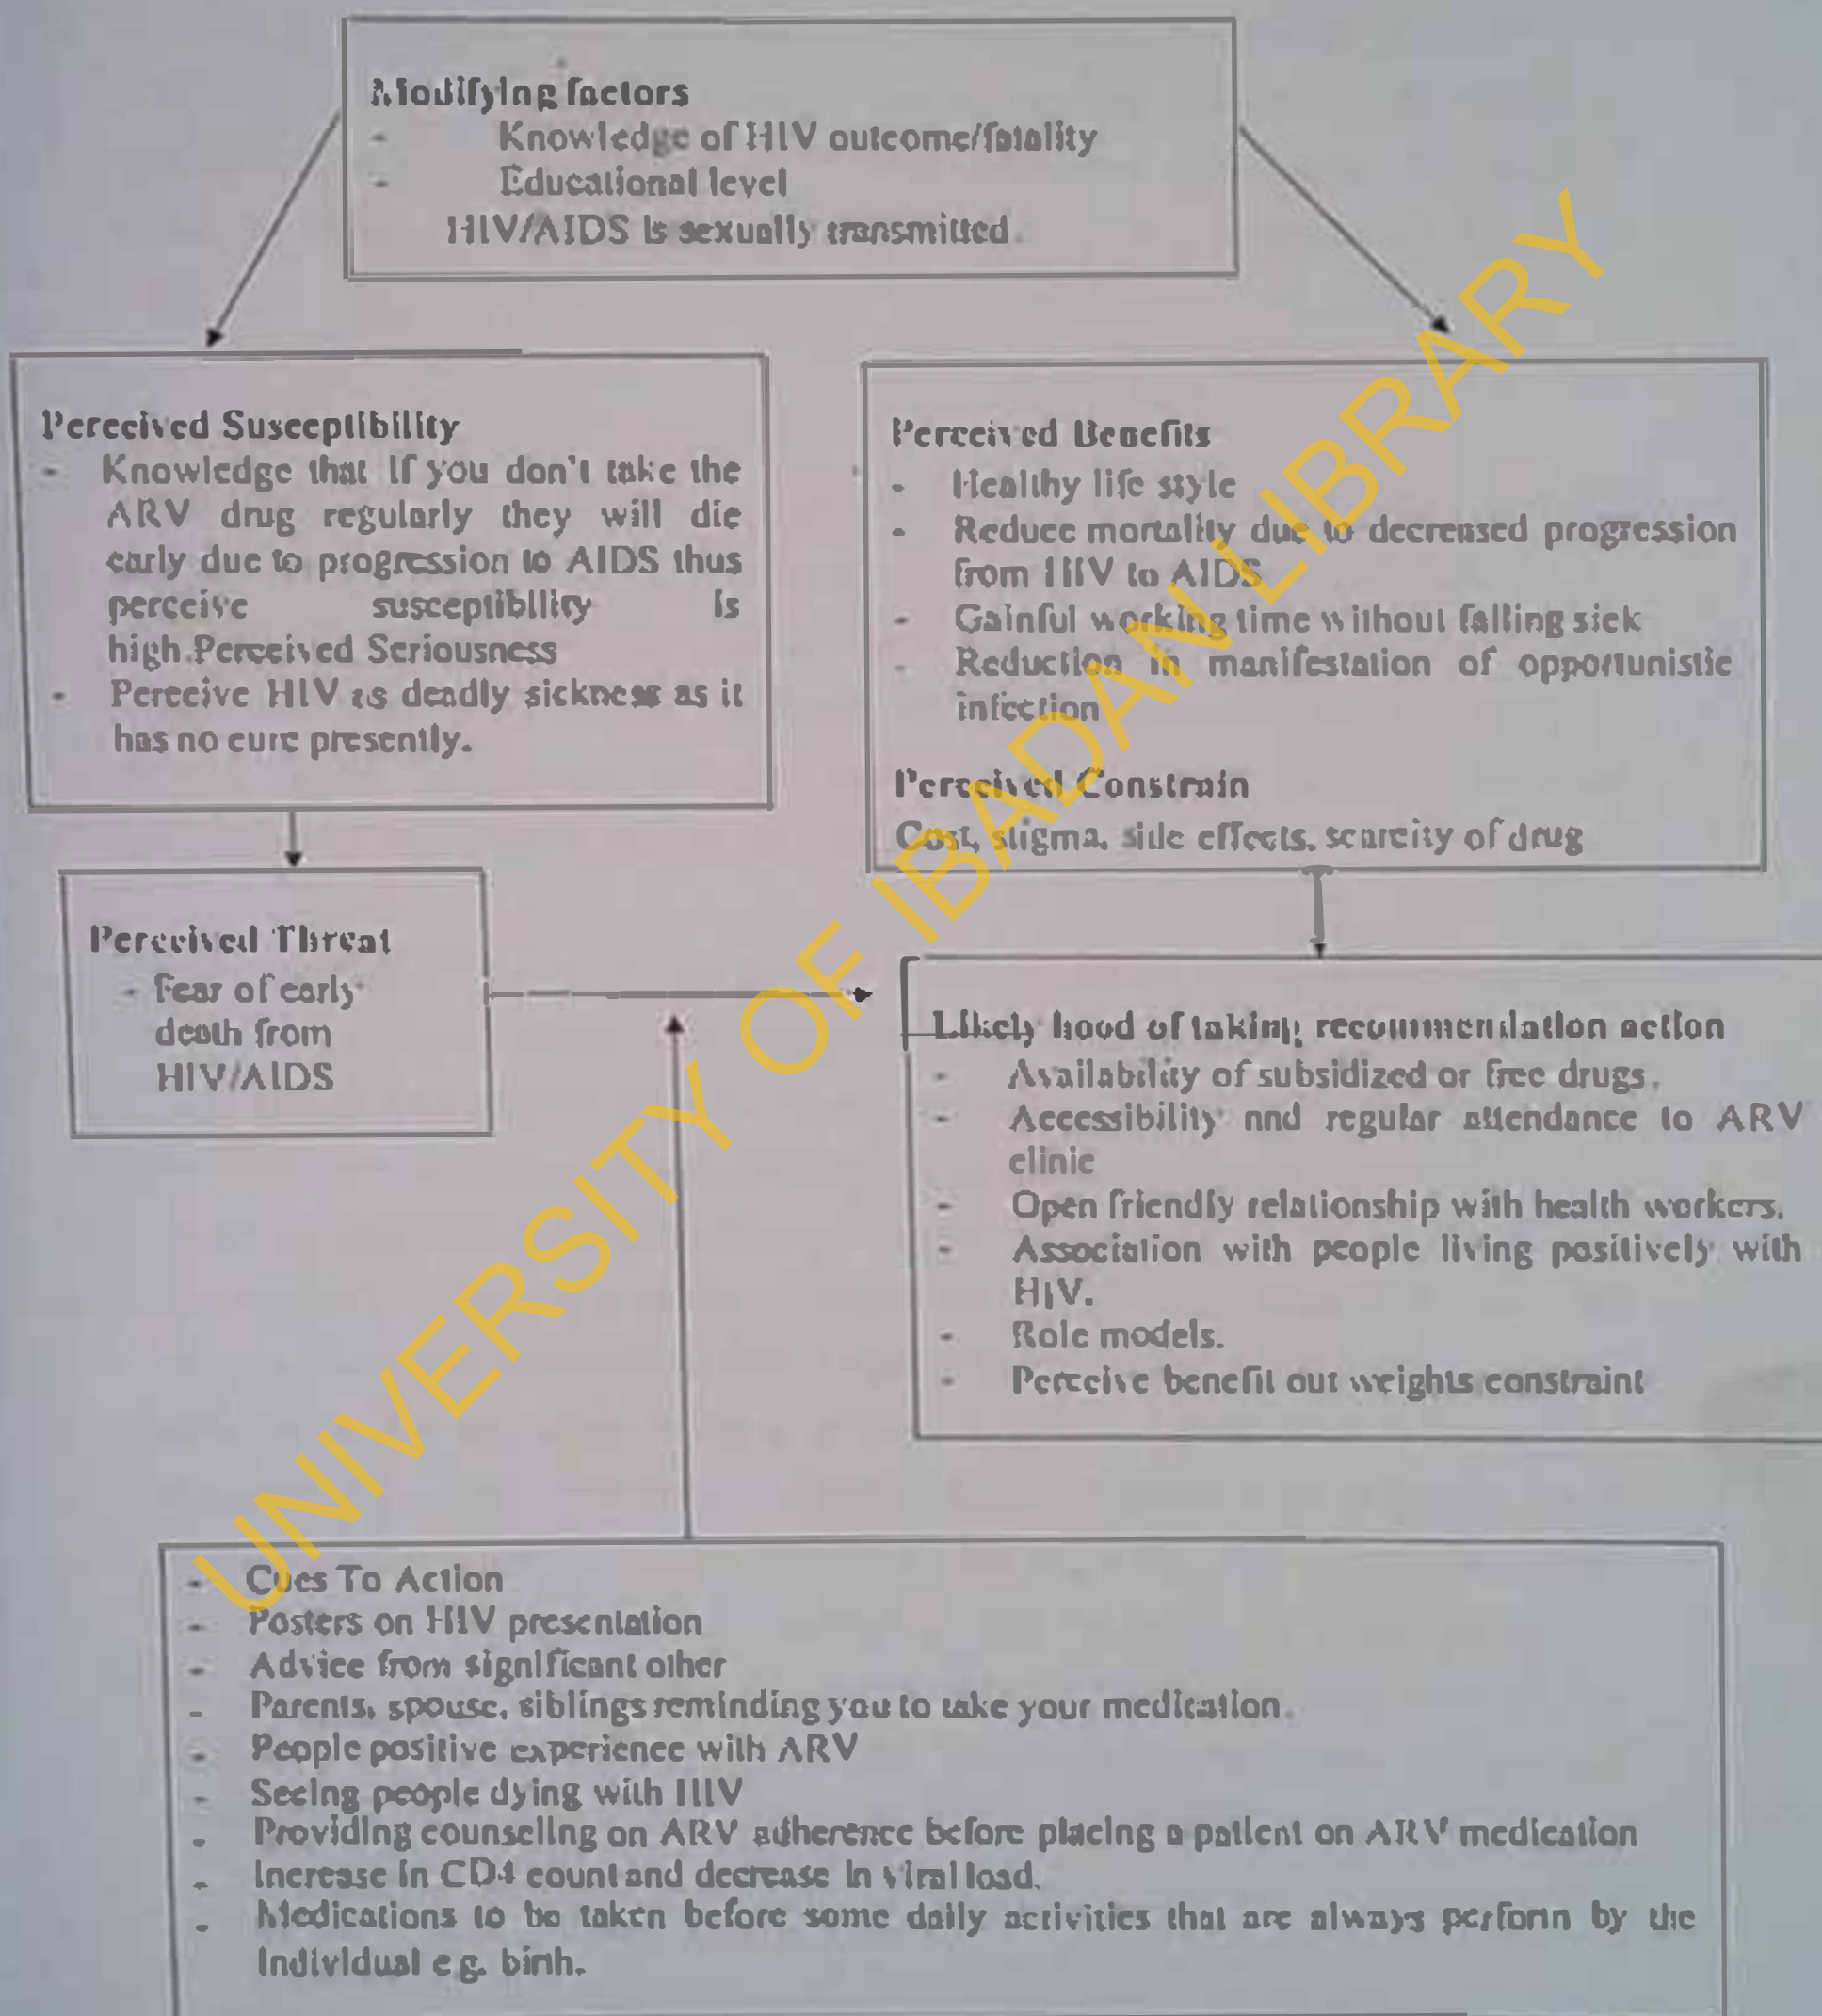 Modifying factors
- Knowledge of HIV outcome/fatality
- Educational level
HIV/AIDS is sexually transmitted.
Perceived Susceptibility
- Knowledge that if you don't take the
ARV drug regularly they will die
early due to progression to AIDS thus
perceive susceptibility is
high.Perceived Seriousness
- Perceive HIV as deadly sickness as it
has no cure presently.
Perceived Benefits
- Healthy life style
- Reduce mortality due to decreased progression
from HIV to AIDS
- Gainful working time without falling sick
- Reduction in manifestation of opportunistic
infection
Perceived Constrain
Cost, stigma, side effects, scarcity of drug
Perceived Threat
- Fear of early
death from
HIV/AIDS
Likely hood of taking recommendation action
- Availability of subsidized or free drugs.
- Accessibility and regular attendance to ARV
clinic
- Open friendly relationship with health workers.
- Association with people living positively with
HIV.
- Role models.
- Perceive benefit out weights constraint
- Cues To Action
- Posters on HIV presentation
- Advice from significant other
- Parents, spouse, siblings reminding you to take your medication.
- People positive experience with ARV
- Seeing people dying with HIV
- Providing counseling on ARV adherence before placing a patient on ARV medication
- Increase in CD4 count and decrease in viral load.
- Medications to be taken before some daily activities that are always perform by the
individual e.g. birth.
UNIVERSITY OF IBADAN LIBRARY